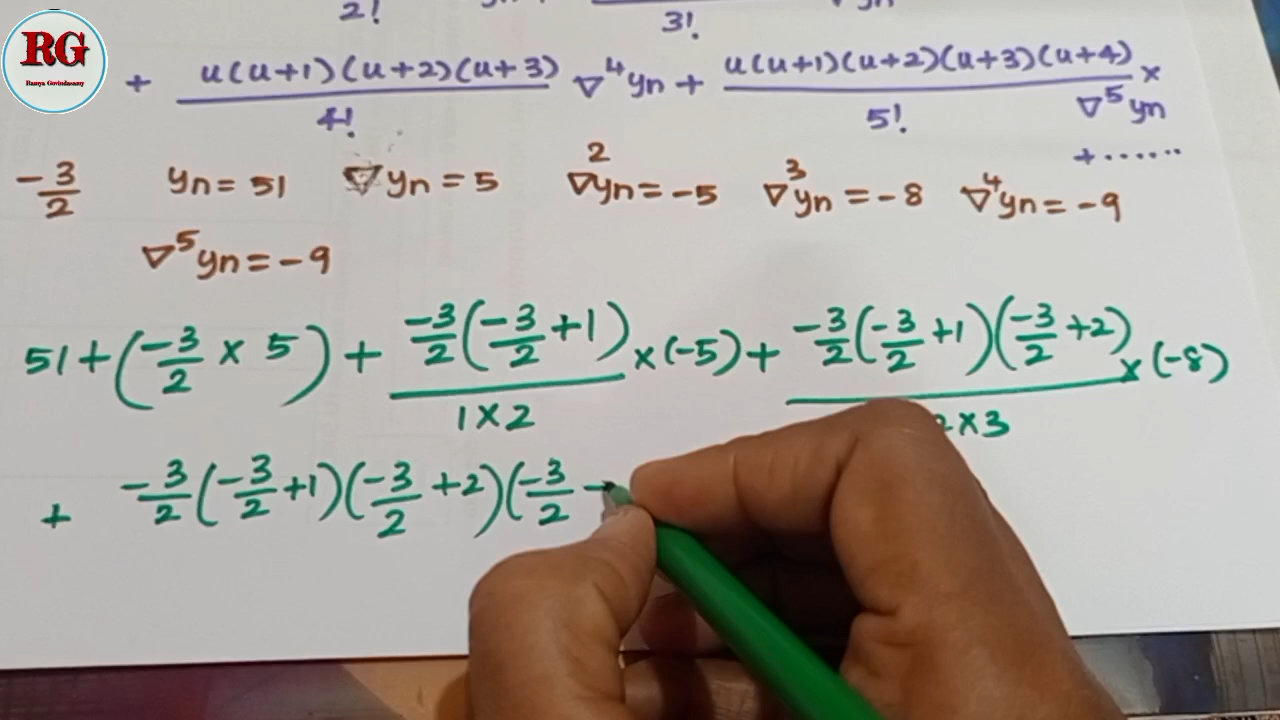 RG
Ramya Govindasamy
2! 3!
+ u(u+1)(u+2)(u+3) / 4! ∇⁴yn + u(u+1)(u+2)(u+3)(u+4) / 5! × ∇⁵yn
+ ......
-3/2 yn = 51 ∇yn = 5 ∇²yn = -5 ∇³yn = -8 ∇⁴yn = -9
∇⁵yn = -9
51 + (-3/2 × 5) + -3/2(-3/2 +1) / 1×2 × (-5) + -3/2(-3/2 +1)(-3/2 +2) / 2×3 × (-8)
+ -3/2(-3/2 +1)(-3/2 +2)(-3/2